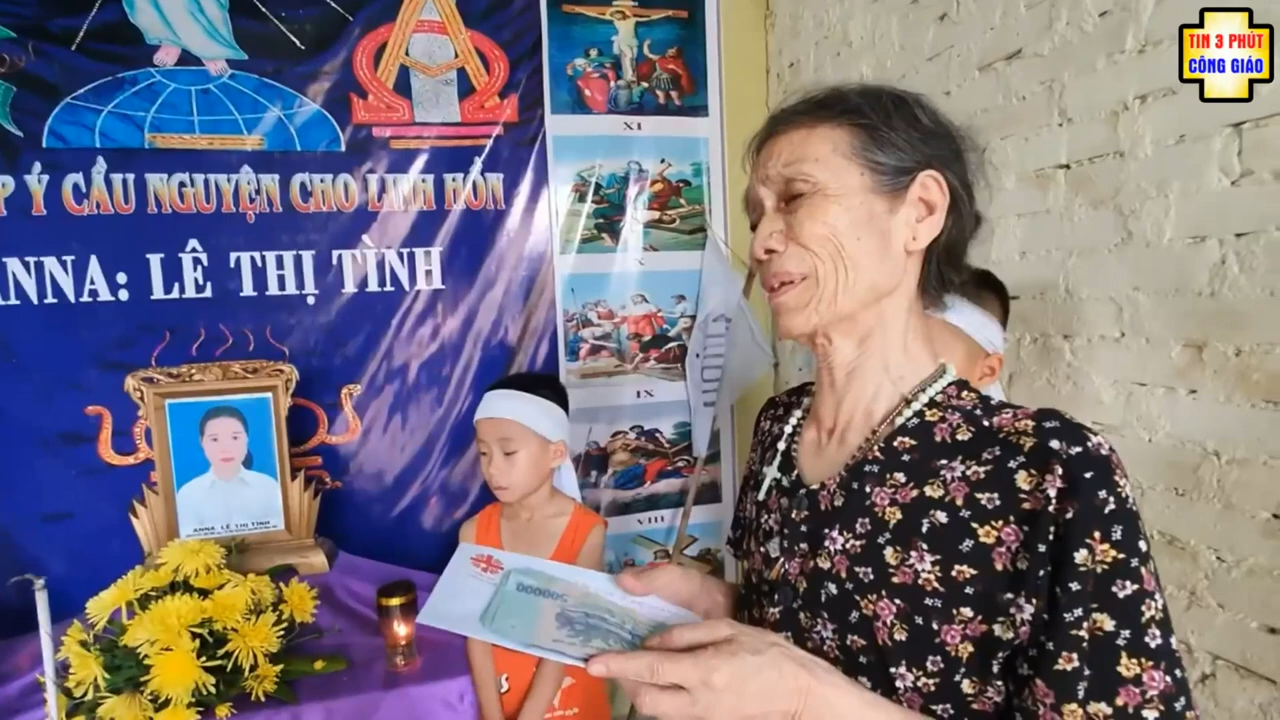 TIN 3 PHÚT
CÔNG GIÁO
P Ý CẦU NGUYỆN CHO LINH HỒN
ANNA: LÊ THỊ TÌNH
XI
X
IX
VIII
ANNA LÊ THỊ TÌNH
500000